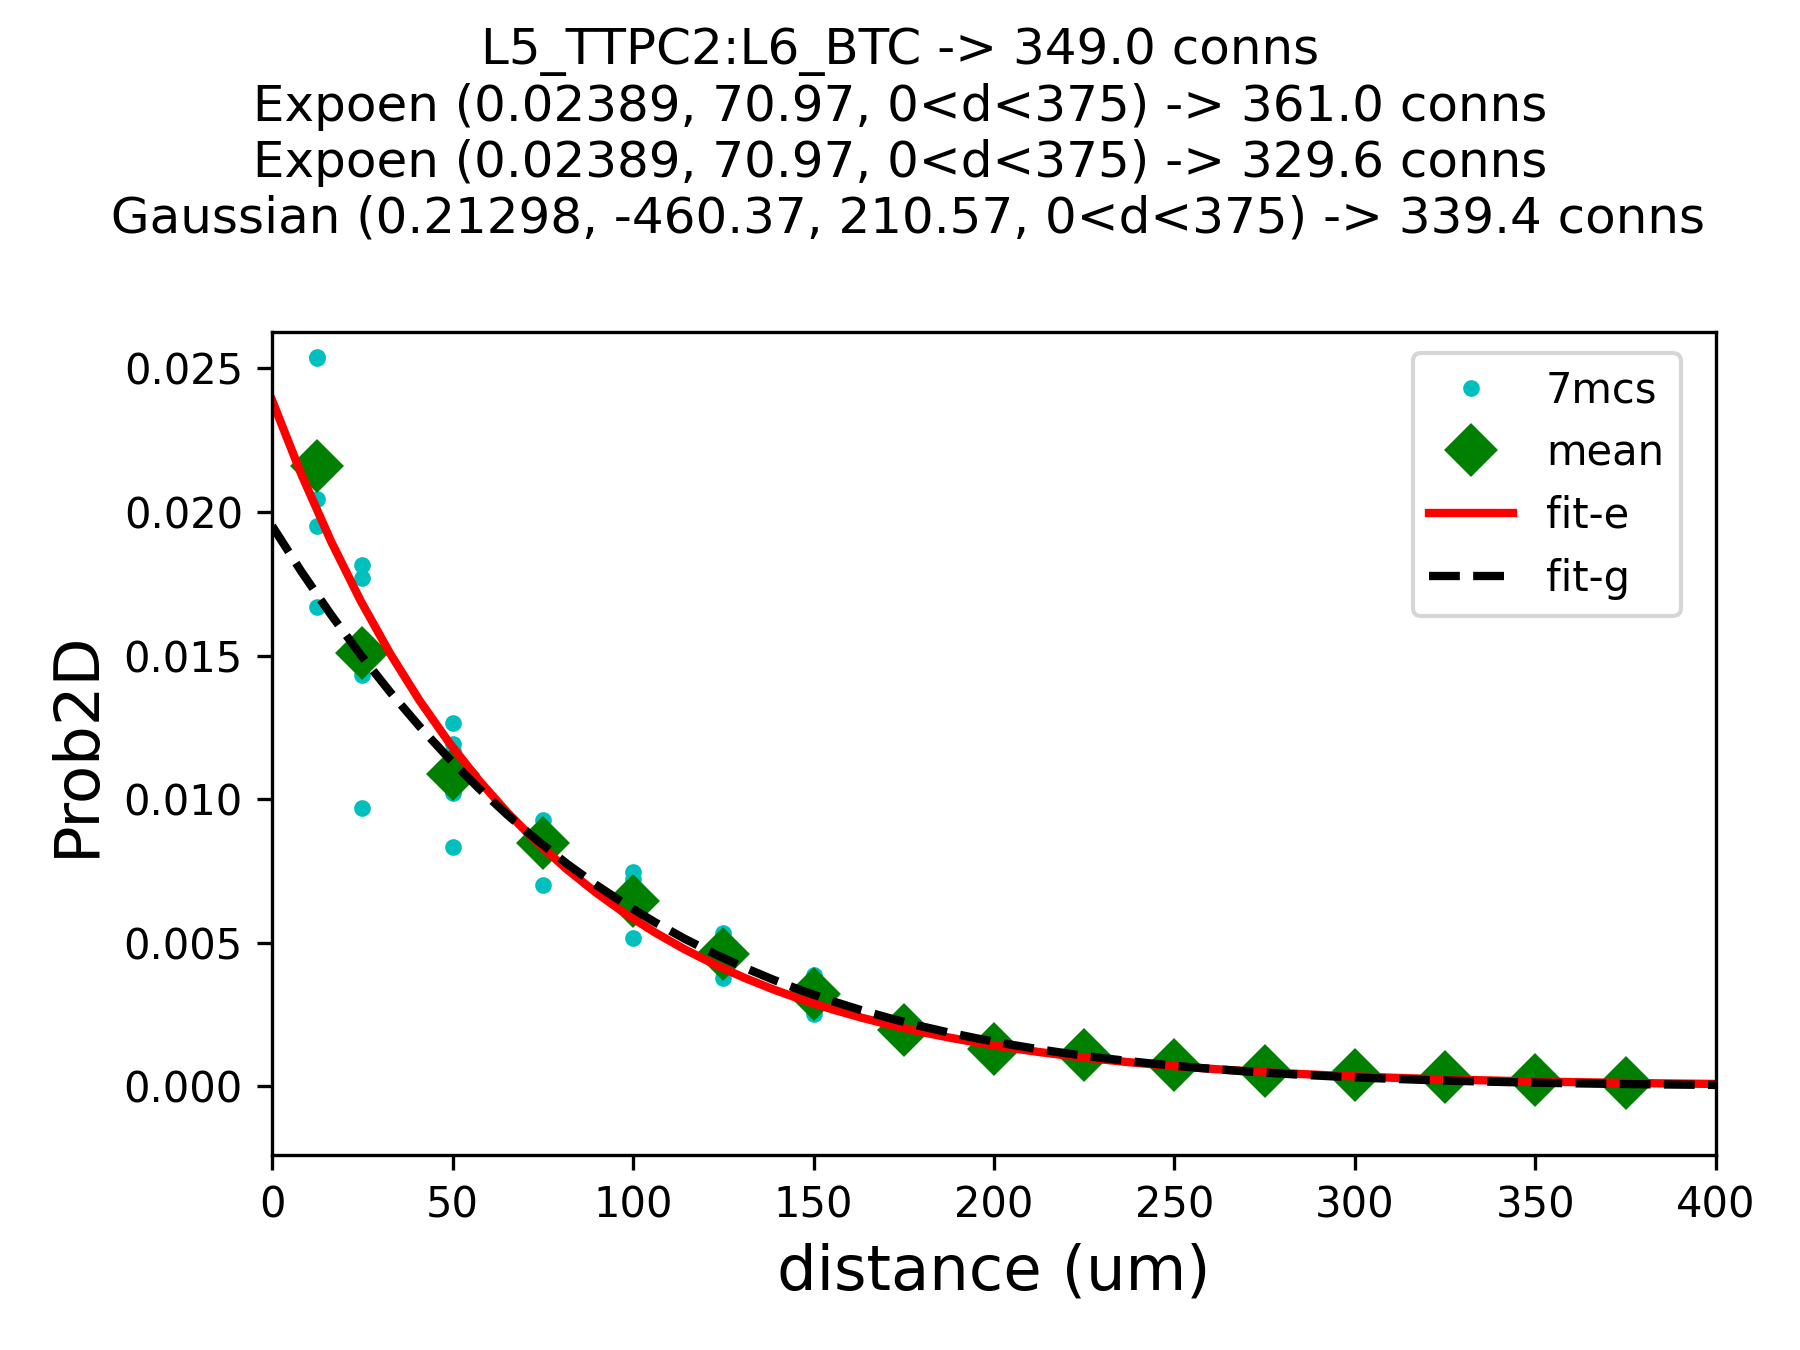 L5_TTPC2:L6_BTC -> 349.0 conns
Expoen (0.02389, 70.97, 0<d<375) -> 361.0 conns
Expoen (0.02389, 70.97, 0<d<375) -> 329.6 conns
Gaussian (0.21298, -460.37, 210.57, 0<d<375) -> 339.4 conns
7mcs
mean
fit-e
fit-g
Prob2D
0.025
0.020
0.015
0.010
0.005
0.000
0 50 100 150 200 250 300 350 400
distance (um)